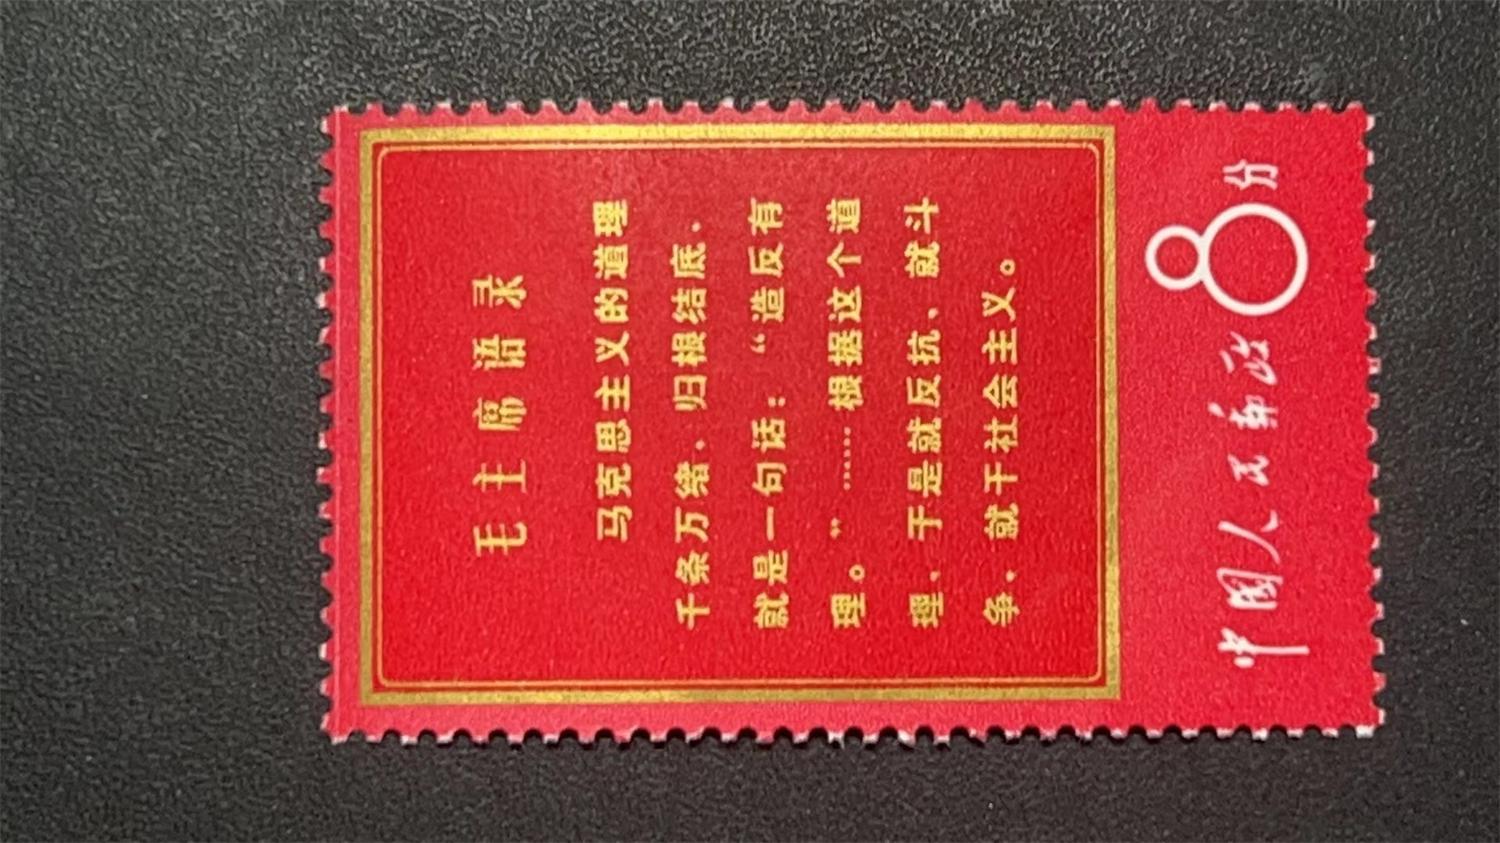 毛主席语录
马克思主义的道理
千条万绪，归根结底，
就是一句话：“造反有
理。”……根据这个道
理，于是就反抗、就斗
争，就干社会主义。
中国人民邮政 8分